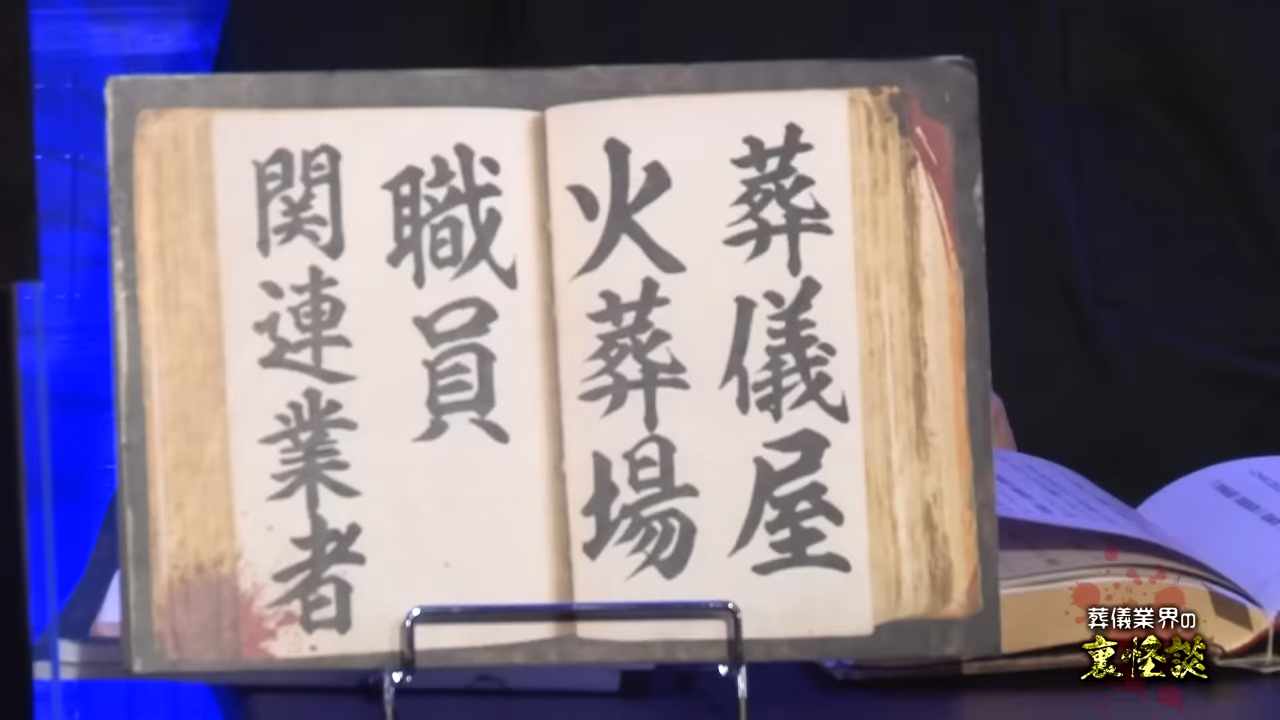 葬儀屋
火葬場
職員
関連業者
葬儀業界の
裏怪談